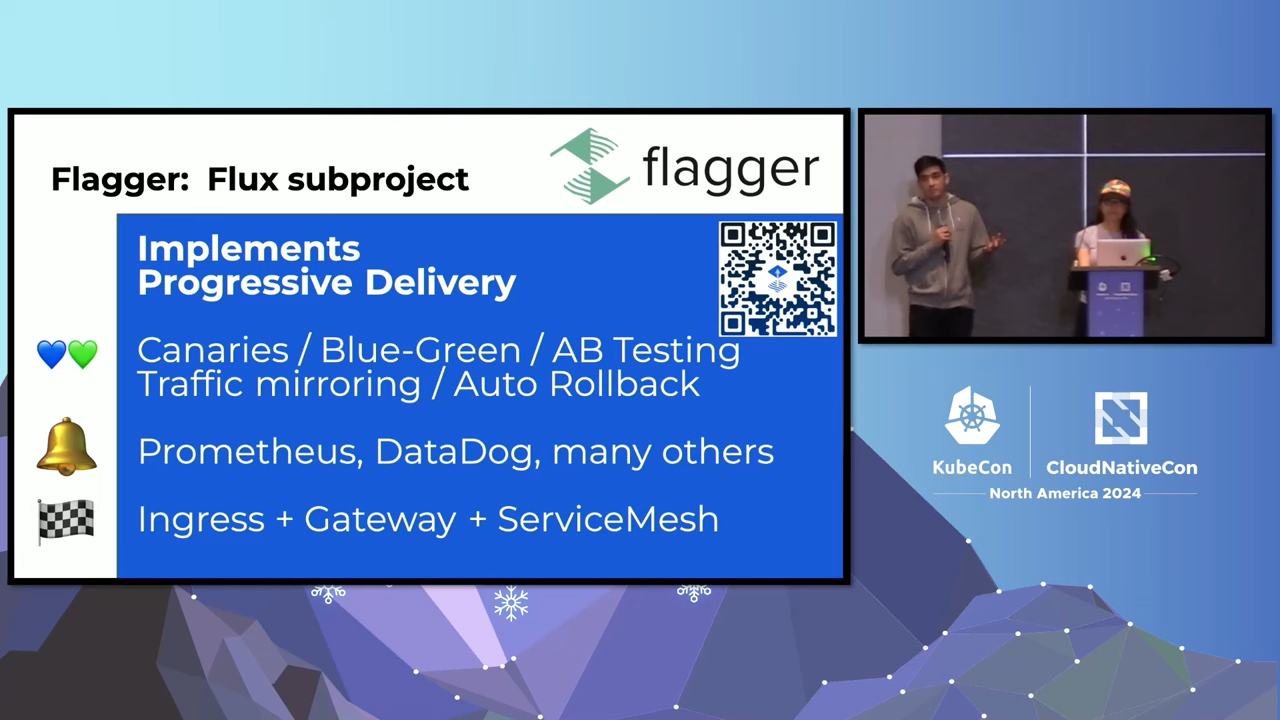 Flagger: Flux subproject
flagger
Implements
Progressive Delivery
Canaries / Blue-Green / AB Testing
Traffic mirroring / Auto Rollback
Prometheus, DataDog, many others
Ingress + Gateway + ServiceMesh
KubeCon
CloudNativeCon
North America 2024